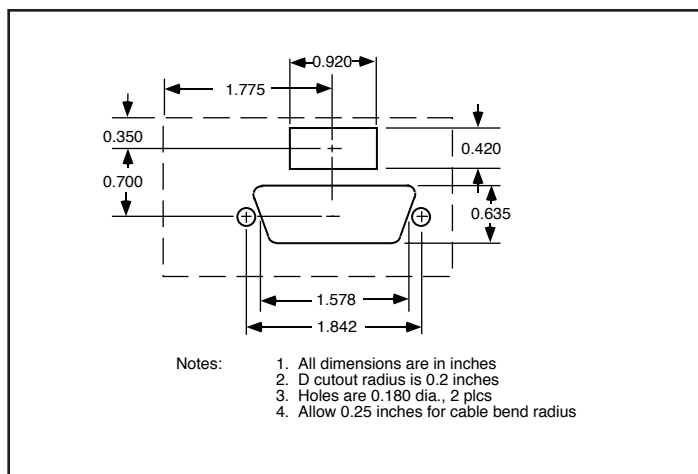 0.920
1.775
0.350
0.420
0.700
0.635
1.578
1.842
Notes: 1. All dimensions are in inches
2. D cutout radius is 0.2 inches
3. Holes are 0.180 dia., 2 plcs
4. Allow 0.25 inches for cable bend radius